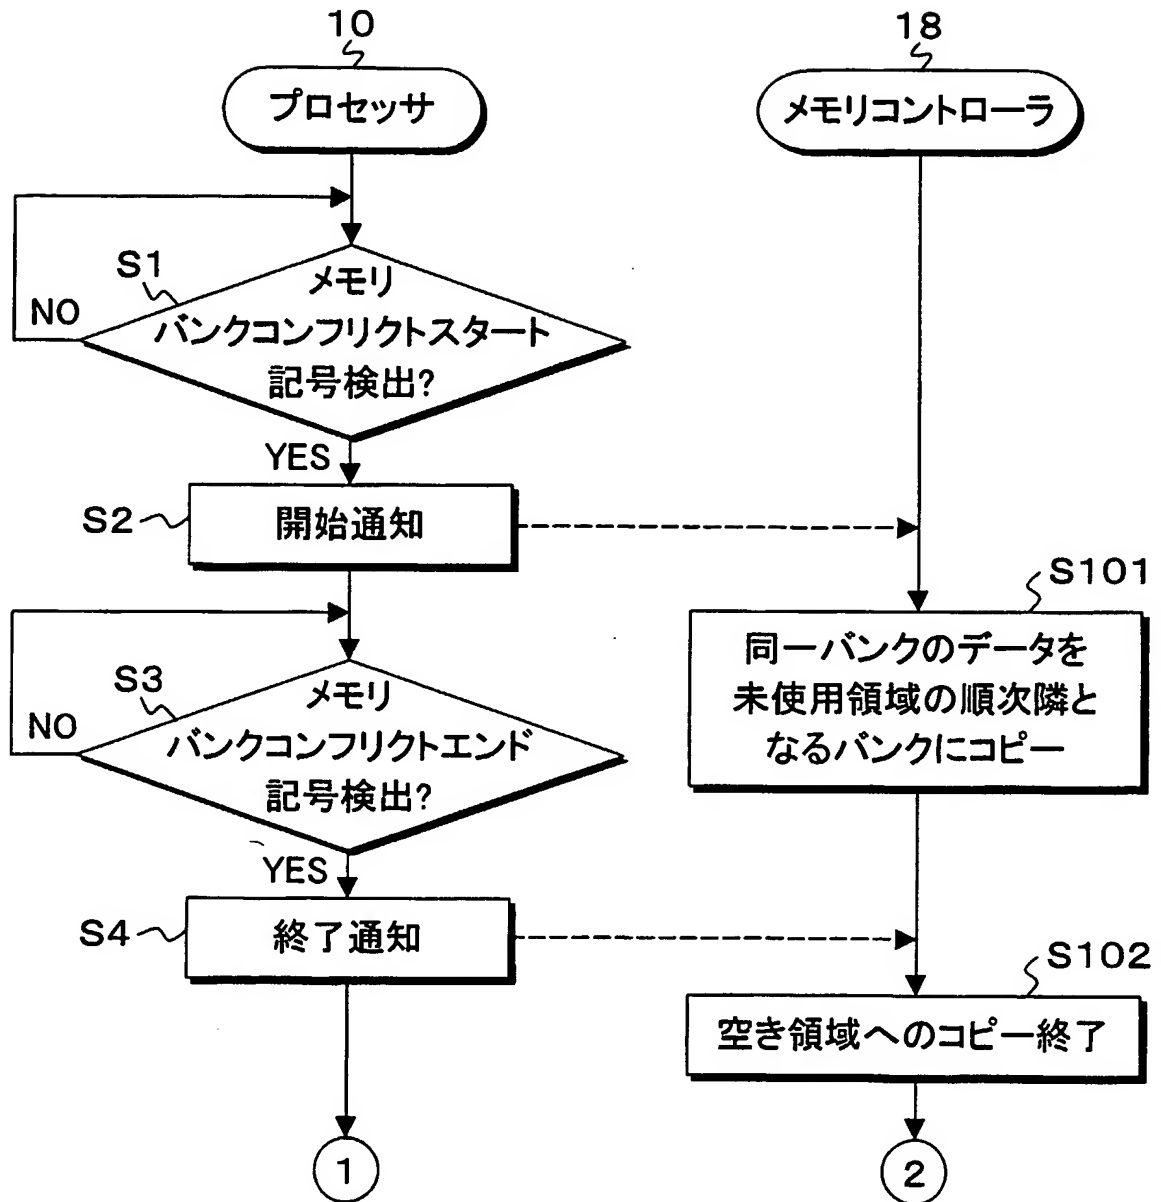 10
プロセッサ
18
メモリコントローラ
S1
メモリ
バンクコンフリクトスタート
記号検出?
NO
YES
S2
開始通知
S101
同一バンクのデータを
未使用領域の順次隣と
なるバンクにコピー
S3
メモリ
バンクコンフリクトエンド
記号検出?
NO
YES
S4
終了通知
S102
空き領域へのコピー終了
1
2